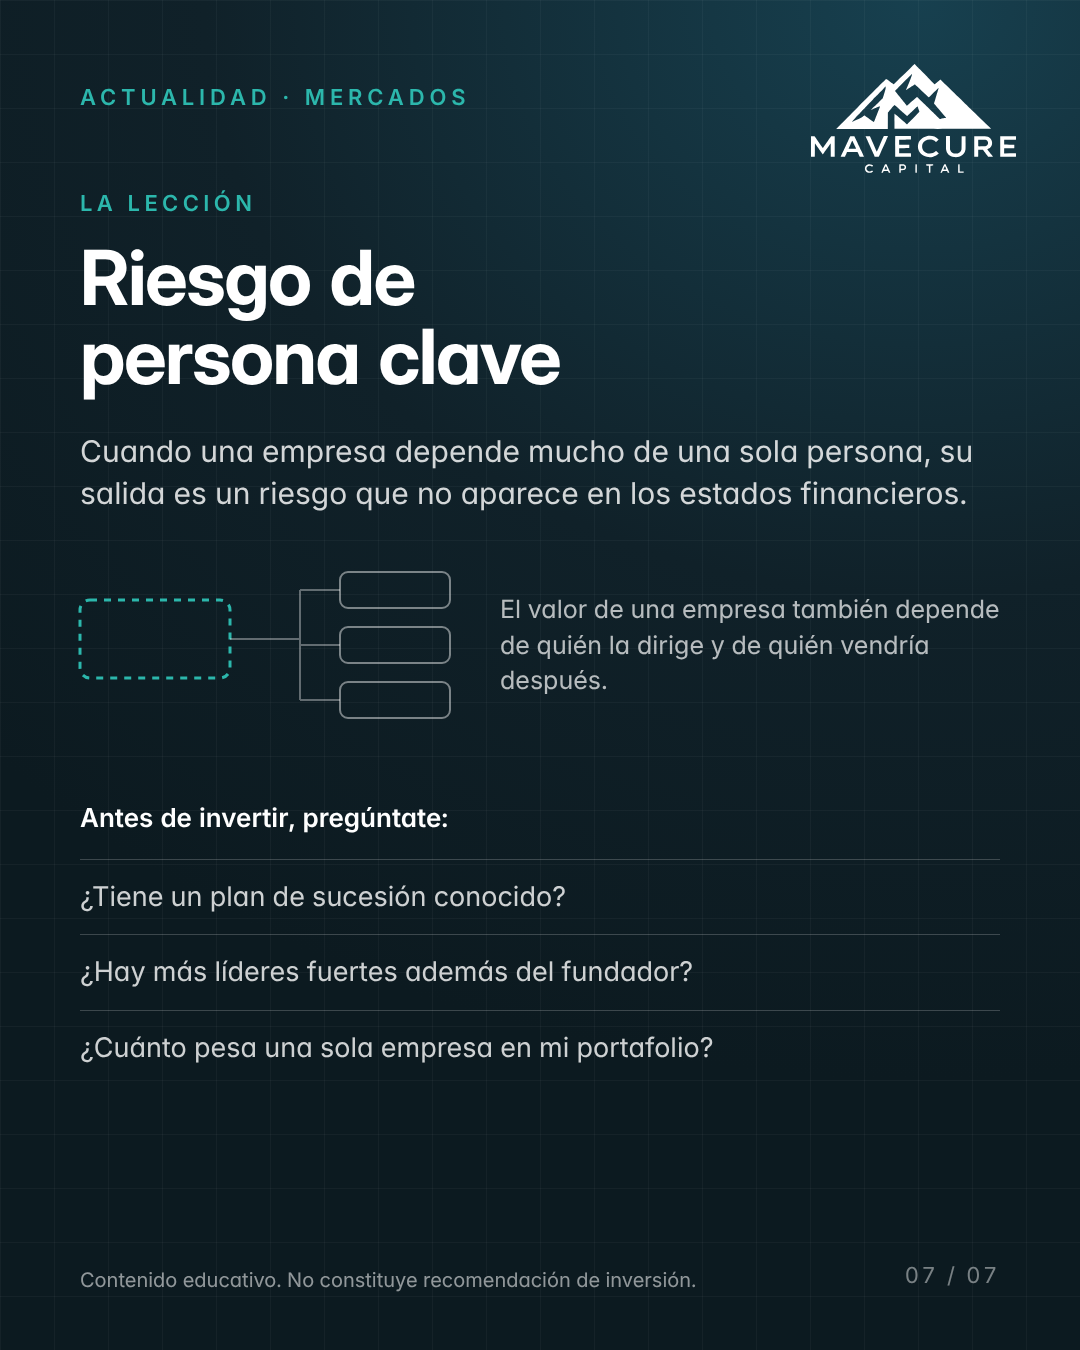 ACTUALIDAD · MERCADOS
MAVECURE
CAPITAL
LA LECCIÓN
Riesgo de
persona clave
Cuando una empresa depende mucho de una sola persona, su
salida es un riesgo que no aparece en los estados financieros.
El valor de una empresa también depende
de quién la dirige y de quién vendría
después.
Antes de invertir, pregúntate:
¿Tiene un plan de sucesión conocido?
¿Hay más líderes fuertes además del fundador?
¿Cuánto pesa una sola empresa en mi portafolio?
Contenido educativo. No constituye recomendación de inversión.
07 / 07